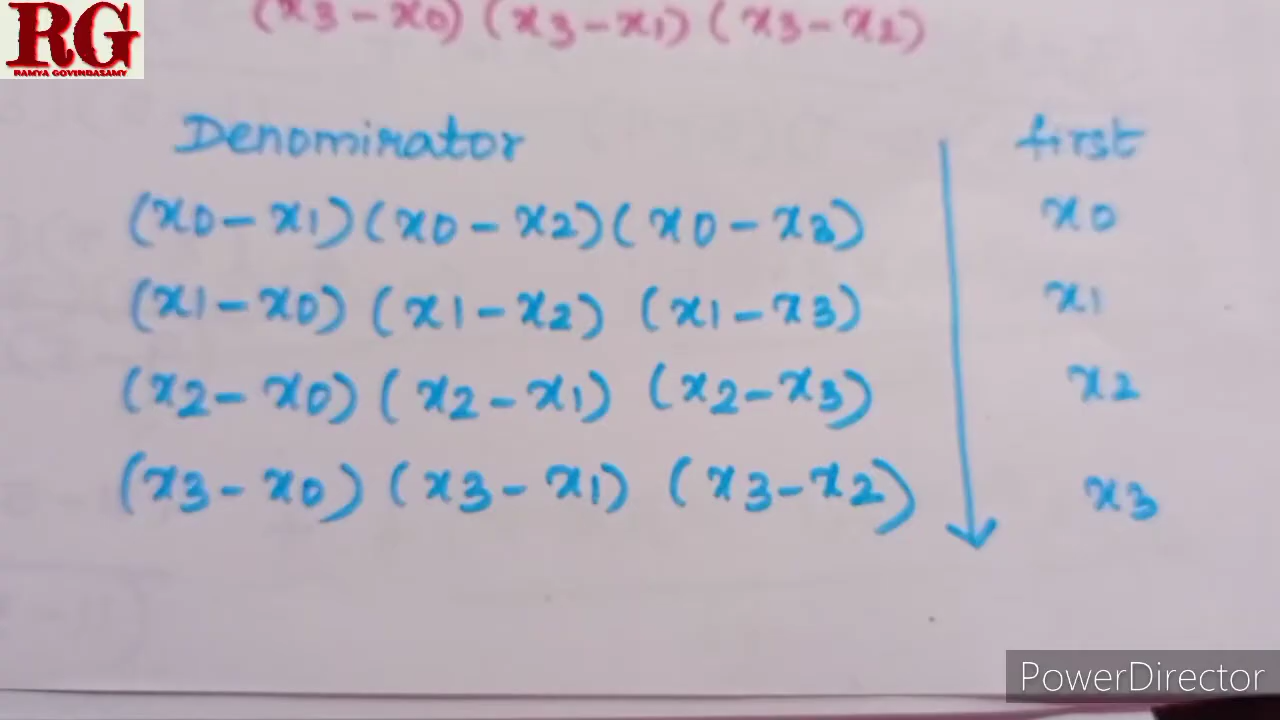 RG
RAMYA GOVINDASAMY
(x3-x0) (x3-x1) (x3-x2)
Denominator first
(x0-x1)(x0-x2)(x0-x3) x0
(x1-x0) (x1-x2) (x1-x3) x1
(x2-x0) (x2-x1) (x2-x3) x2
(x3-x0) (x3-x1) (x3-x2) x3
PowerDirector